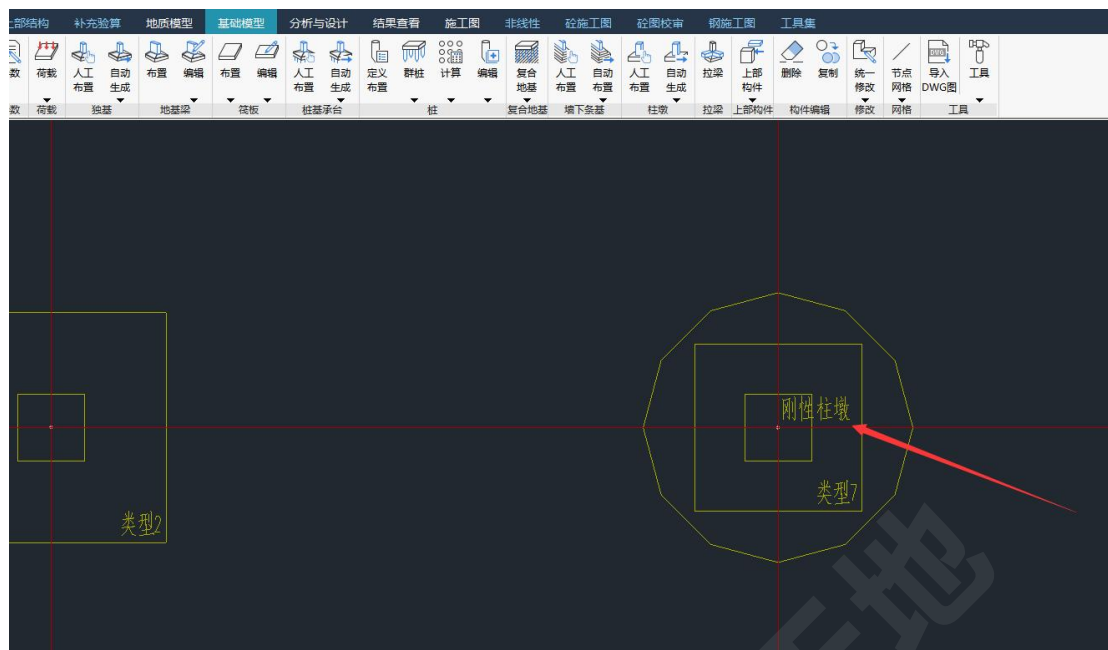 上部结构 补充验算 地质模型 基础模型 分析与设计 结果查看 施工图 非线性 砼施工图 砼图校审 钢施工图 工具集
数 荷载 人工布置 自动生成 布置 编辑 布置 编辑 人工布置 自动生成 定义布置 群桩 计算 编辑 复合地基 人工布置 自动布置 人工布置 自动生成 拉梁 上部构件 删除 复制 统一修改 节点网格 导入DWG图 工具
数 荷载 独基 地基梁 筏板 桩基承台 桩 复合地基 墙下条基 柱墩 拉梁 上部构件 构件编辑 修改 网格 工具
刚性柱墩
类型7
类型2